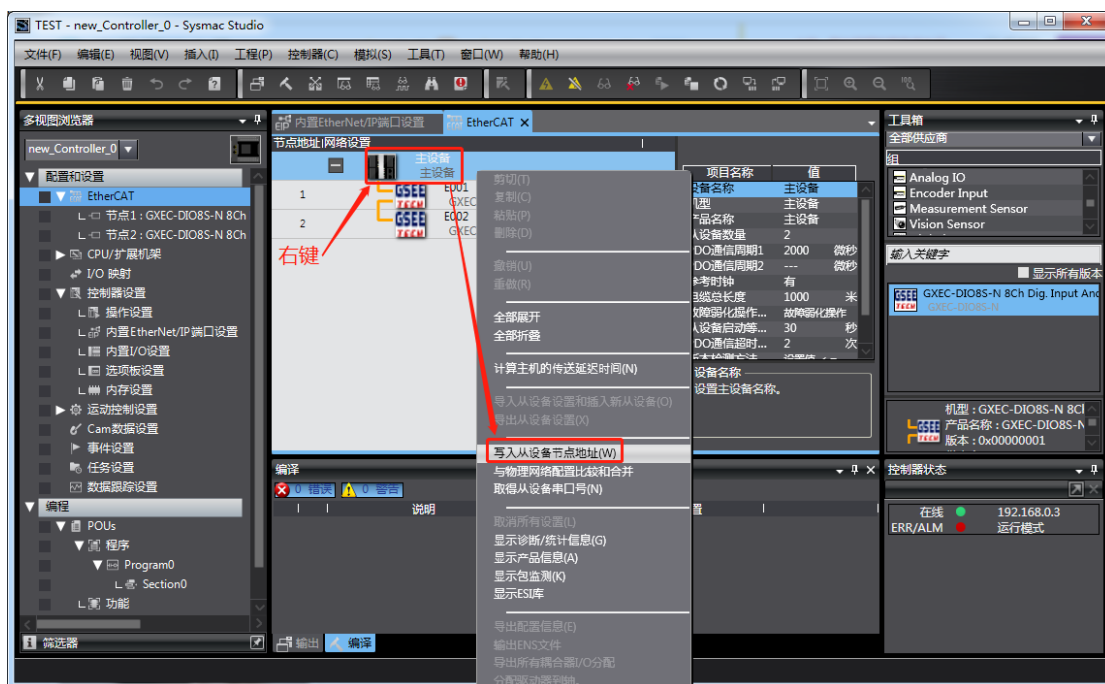 TEST - new_Controller_0 - Sysmac Studio
文件(F) 编辑(E) 视图(V) 插入(I) 工程(P) 控制器(C) 模拟(S) 工具(T) 窗口(W) 帮助(H)
多视图浏览器
new_Controller_0
配置和设置
EtherCAT
节点1 : GXEC-DIO8S-N 8Ch
节点2 : GXEC-DIO8S-N 8Ch
CPU/扩展机架
I/O 映射
控制器设置
操作设置
内置EtherNet/IP端口设置
内置I/O设置
选项板设置
内存设置
运动控制设置
Cam数据设置
事件设置
任务设置
数据跟踪设置
编程
POUs
程序
Program0
Section0
功能
筛选器
内置EtherNet/IP端口设置 EtherCAT
节点地址|网络设置
主设备
主设备
1 GSEE TECH E001
GXEC
2 GSEE TECH E002
GXEC
右键
剪切(T)
复制(C)
粘贴(P)
删除(D)
撤销(U)
重做(R)
全部展开
全部折叠
计算主机的传送延迟时间(N)
导入从设备设置和插入新从设备(O)
导出从设备设置(X)
写入从设备节点地址(W)
与物理网络配置比较和合并
取得从设备串口号(N)
取消所有设置(L)
显示诊断/统计信息(G)
显示产品信息(A)
显示包监测(K)
显示ESI库
导出配置信息(E)
输出ENS文件
导出所有耦合器I/O分配
分配驱动器到轴.
项目名称 值
设备名称 主设备
机型 主设备
产品名称 主设备
从设备数量 2
DO通信周期1 2000 微秒
DO通信周期2 --- 微秒
参考时钟 有
电缆总长度 1000 米
故障弱化操作... 故障弱化操作
从设备启动等... 30 秒
DO通信超时... 2 次
设备名称
设置主设备名称。
编译
0 错误 0 警告
说明
输出 编译
工具箱
全部供应商
组
Analog IO
Encoder Input
Measurement Sensor
Vision Sensor
输入关键字
显示所有版本
GSEE TECH GXEC-DIO8S-N 8Ch Dig. Input And
GXEC-DIO8S-N
机型 : GXEC-DIO8S-N 8Cl
GSEE TECH 产品名称 : GXEC-DIO8S-N
版本 : 0x00000001
控制器状态
在线 192.168.0.3
ERR/ALM 运行模式